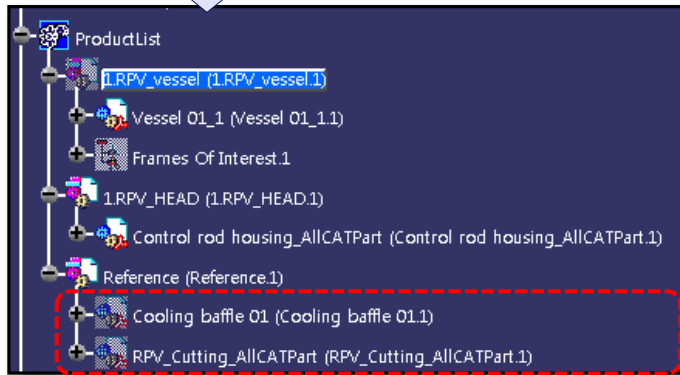 ProductList
1.RPV_vessel (1.RPV_vessel.1)
Vessel 01_1 (Vessel 01_1.1)
Frames Of Interest.1
1.RPV_HEAD (1.RPV_HEAD.1)
Control rod housing_AllCATPart (Control rod housing_AllCATPart.1)
Reference (Reference.1)
Cooling baffle 01 (Cooling baffle 01.1)
RPV_Cutting_AllCATPart (RPV_Cutting_AllCATPart.1)